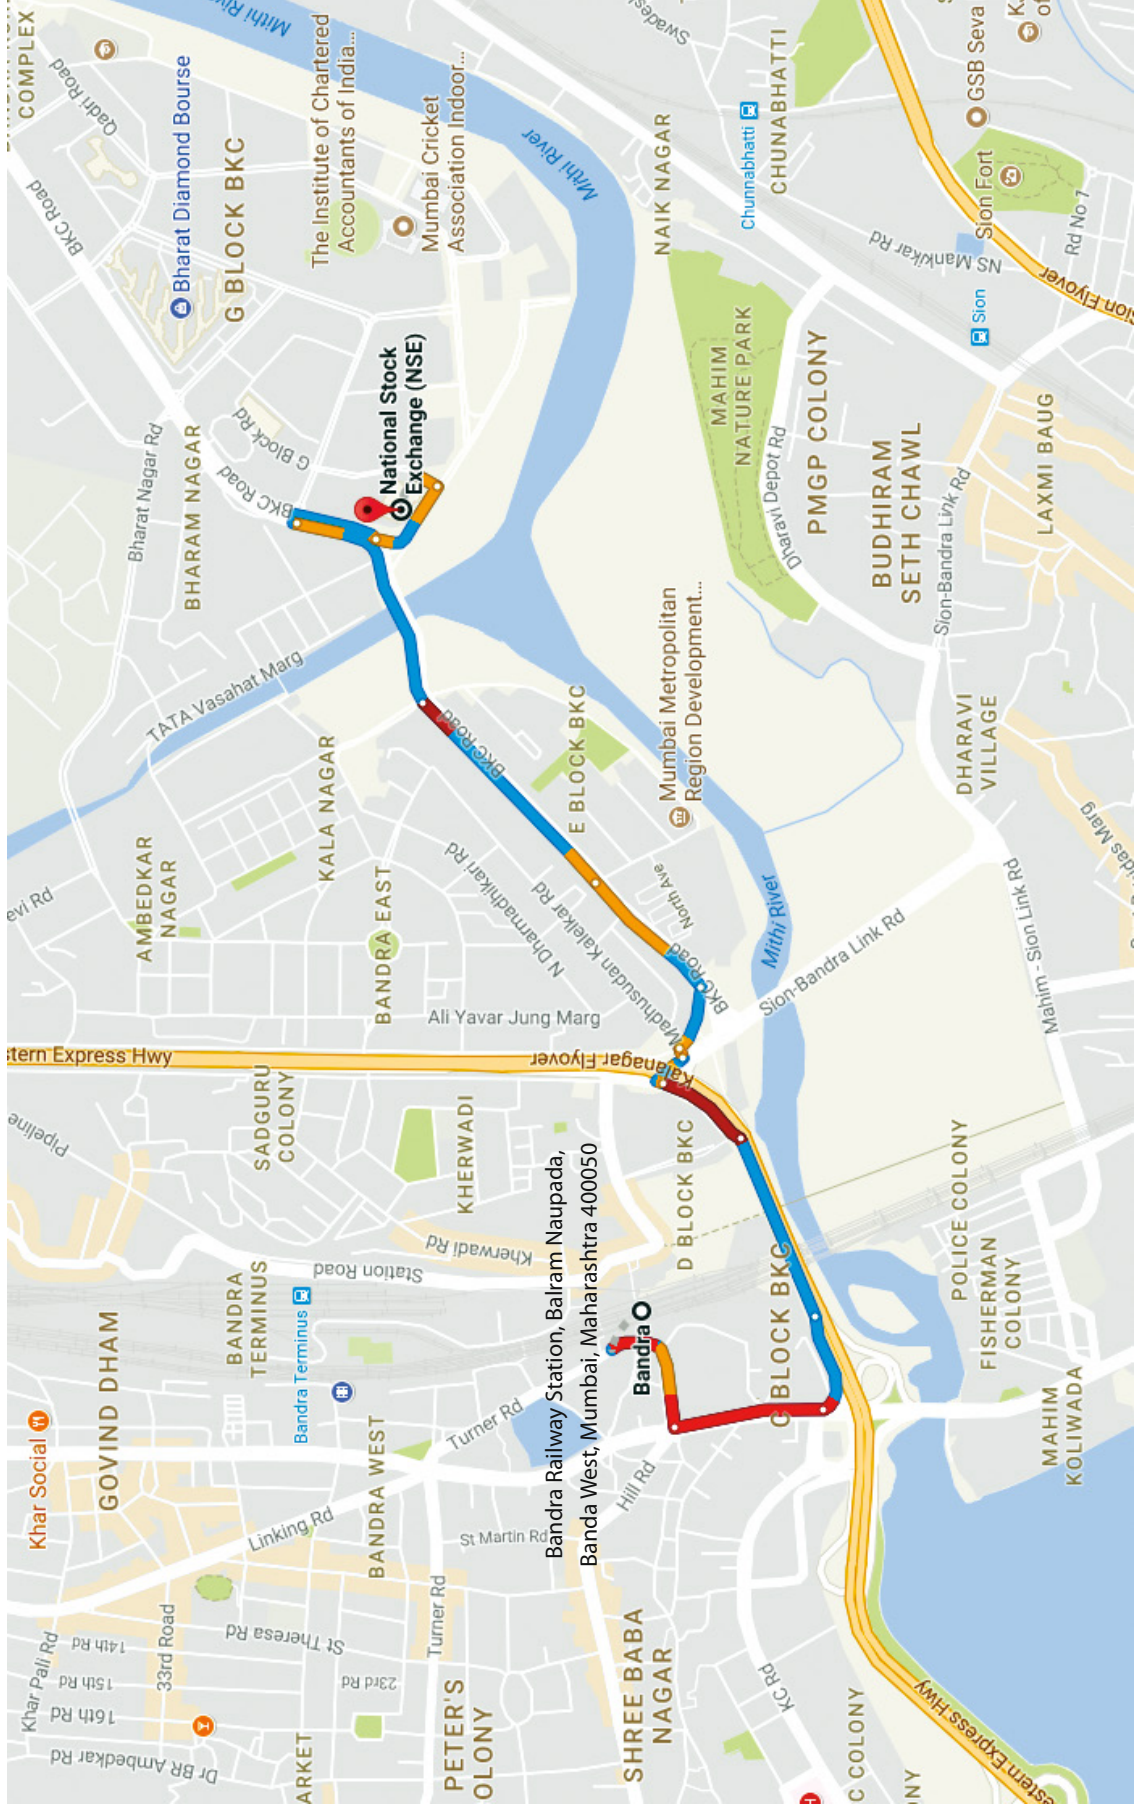 COMPLEX
Qadri Road
BKC Road
Bharat Diamond Bourse
G BLOCK BKC
The Institute of Chartered
Accountants of India...
Mumbai Cricket
Association Indoor...
Mithi River
Mithi River
Mithi River
NAIK NAGAR
Chunnabhatti
CHUNABHATTI
GSB Seva
Sion Fort
Rd No 1
NS Mankikar Rd
Sion
Sion Flyover
Bharat Nagar Rd
BHARAM NAGAR
G Block Rd
BKC Road
National Stock
Exchange (NSE)
MAHIM
NATURE PARK
PMGP COLONY
Dharavi Depot Rd
BUDHIRAM
SETH CHAWL
Sion-Bandra Link Rd
LAXMI BAUG
TATA Vasahat Marg
KALA NAGAR
BKC Road
E BLOCK BKC
Mumbai Metropolitan
Region Development...
DHARAVI
VILLAGE
AMBEDKAR
NAGAR
BANDRA EAST
N Dharmadhikari Rd
Madhusudan Kalelkar Rd
North Ave
BKC Road
Mithi River
Sion-Bandra Link Rd
Mahim - Sion Link Rd
Ali Yavar Jung Marg
stern Express Hwy
Kalanagar Flyover
Pipeline
SADGURU
COLONY
KHERWADI
Kherwadi Rd
Station Road
D BLOCK BKC
C BLOCK BKC
POLICE COLONY
FISHERMAN
COLONY
MAHIM
KOLIWADA
GOVIND DHAM
BANDRA
TERMINUS
Bandra Terminus
Bandra
Bandra Railway Station, Balram Naupada,
Banda West, Mumbai, Maharashtra 400050
Khar Social
BANDRA WEST
Turner Rd
Linking Rd
St Martin Rd
Hill Rd
Khar Pali Rd
14th Rd
15th Rd
16th Rd
33rd Road
Dr BR Ambedkar Rd
St Theresa Rd
23rd Rd
Turner Rd
ARKET
PETER'S
OLONY
SHREE BABA
NAGAR
KC Rd
C COLONY
NY
estern Express Hwy